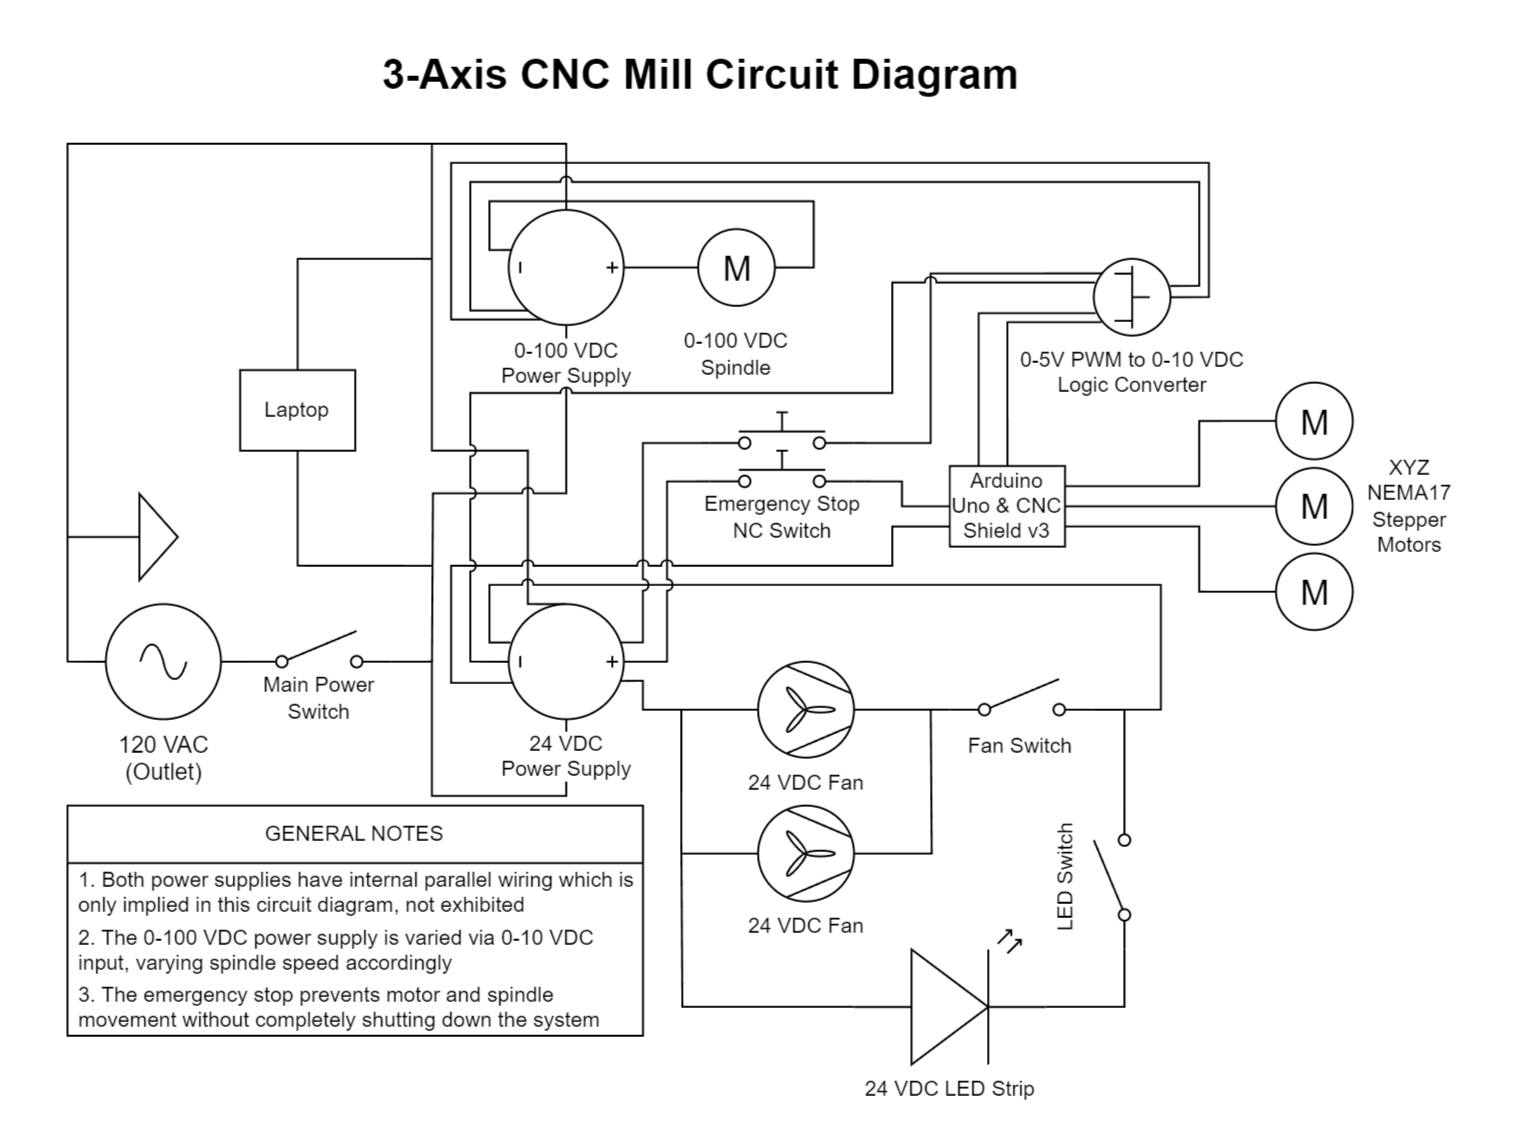 3-Axis CNC Mill Circuit Diagram
M
0-100 VDC
Power Supply
0-100 VDC
Spindle
0-5V PWM to 0-10 VDC
Logic Converter
Laptop
Emergency Stop
NC Switch
Arduino
Uno & CNC
Shield v3
M
M
M
XYZ
NEMA17
Stepper
Motors
Main Power
Switch
120 VAC
(Outlet)
24 VDC
Power Supply
24 VDC Fan
Fan Switch
24 VDC Fan
LED Switch
24 VDC LED Strip
GENERAL NOTES
1. Both power supplies have internal parallel wiring which is
only implied in this circuit diagram, not exhibited
2. The 0-100 VDC power supply is varied via 0-10 VDC
input, varying spindle speed accordingly
3. The emergency stop prevents motor and spindle
movement without completely shutting down the system